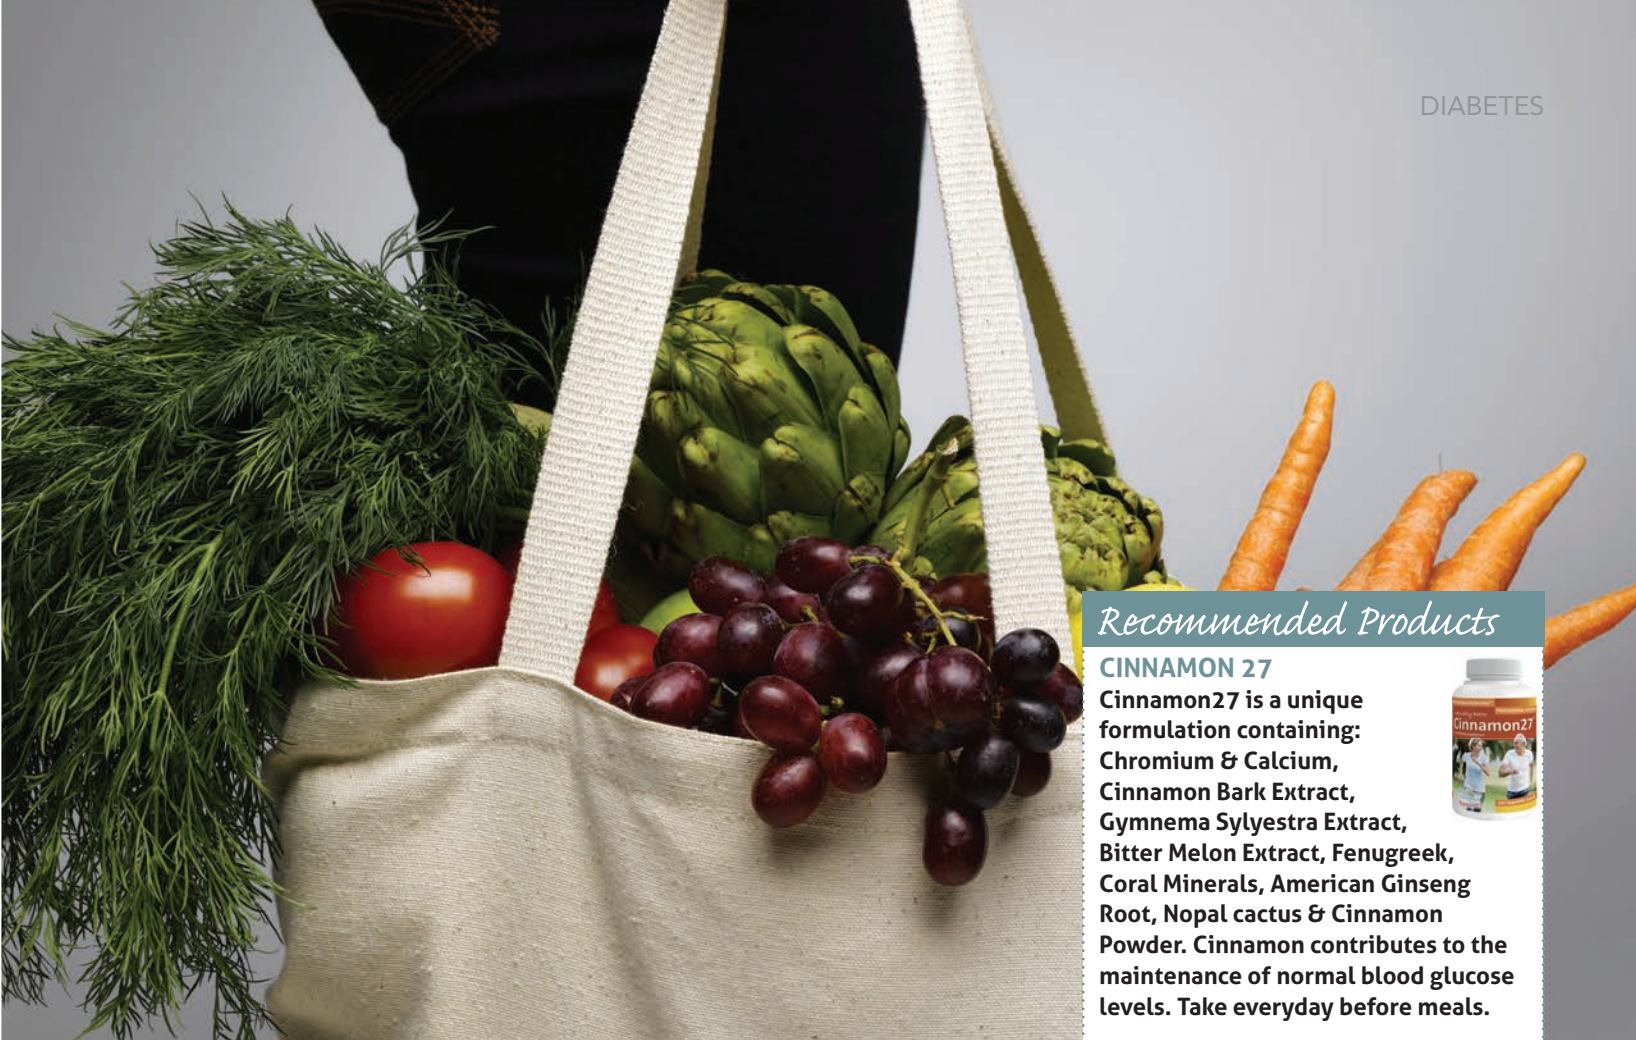 DIABETES
Recommended Products
CINNAMON 27
Cinnamon27 is a unique
formulation containing:
Chromium & Calcium,
Cinnamon Bark Extract,
Gymnema Sylyestra Extract,
Bitter Melon Extract, Fenugreek,
Coral Minerals, American Ginseng
Root, Nopal cactus & Cinnamon
Powder. Cinnamon contributes to the
maintenance of normal blood glucose
levels. Take everyday before meals.
Cinnamon27